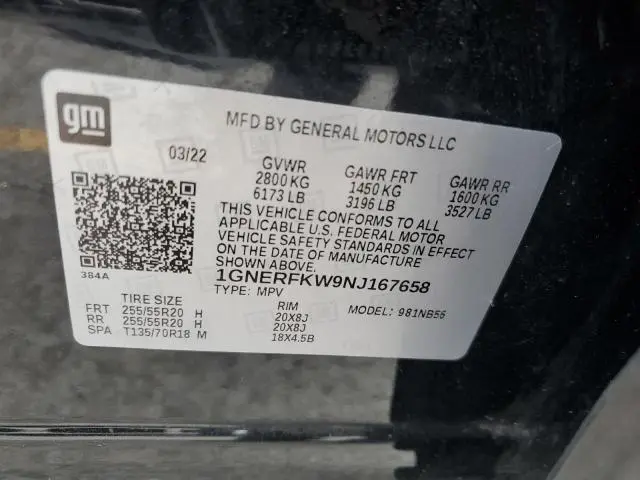 gm
MFD BY GENERAL MOTORS LLC
03/22 GVWR GAWR FRT GAWR RR
2800 KG 1450 KG 1600 KG
6173 LB 3196 LB 3527 LB
THIS VEHICLE CONFORMS TO ALL
APPLICABLE U.S. FEDERAL MOTOR
VEHICLE SAFETY STANDARDS IN EFFECT
ON THE DATE OF MANUFACTURE
SHOWN ABOVE.
384A
1GNERFKW9NJ167658
TYPE: MPV MODEL: 981NB56
TIRE SIZE RIM
FRT 255/55R20 H 20X8J
RR 255/55R20 H 20X8J
SPA T135/70R18 M 18X4.5B